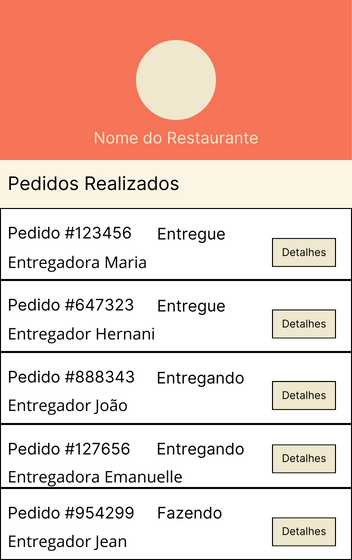 Nome do Restaurante
Pedidos Realizados
Pedido #123456 Entregue
Entregadora Maria
Detalhes
Pedido #647323 Entregue
Entregador Hernani
Detalhes
Pedido #888343 Entregando
Entregador João
Detalhes
Pedido #127656 Entregando
Entregadora Emanuelle
Detalhes
Pedido #954299 Fazendo
Entregador Jean
Detalhes